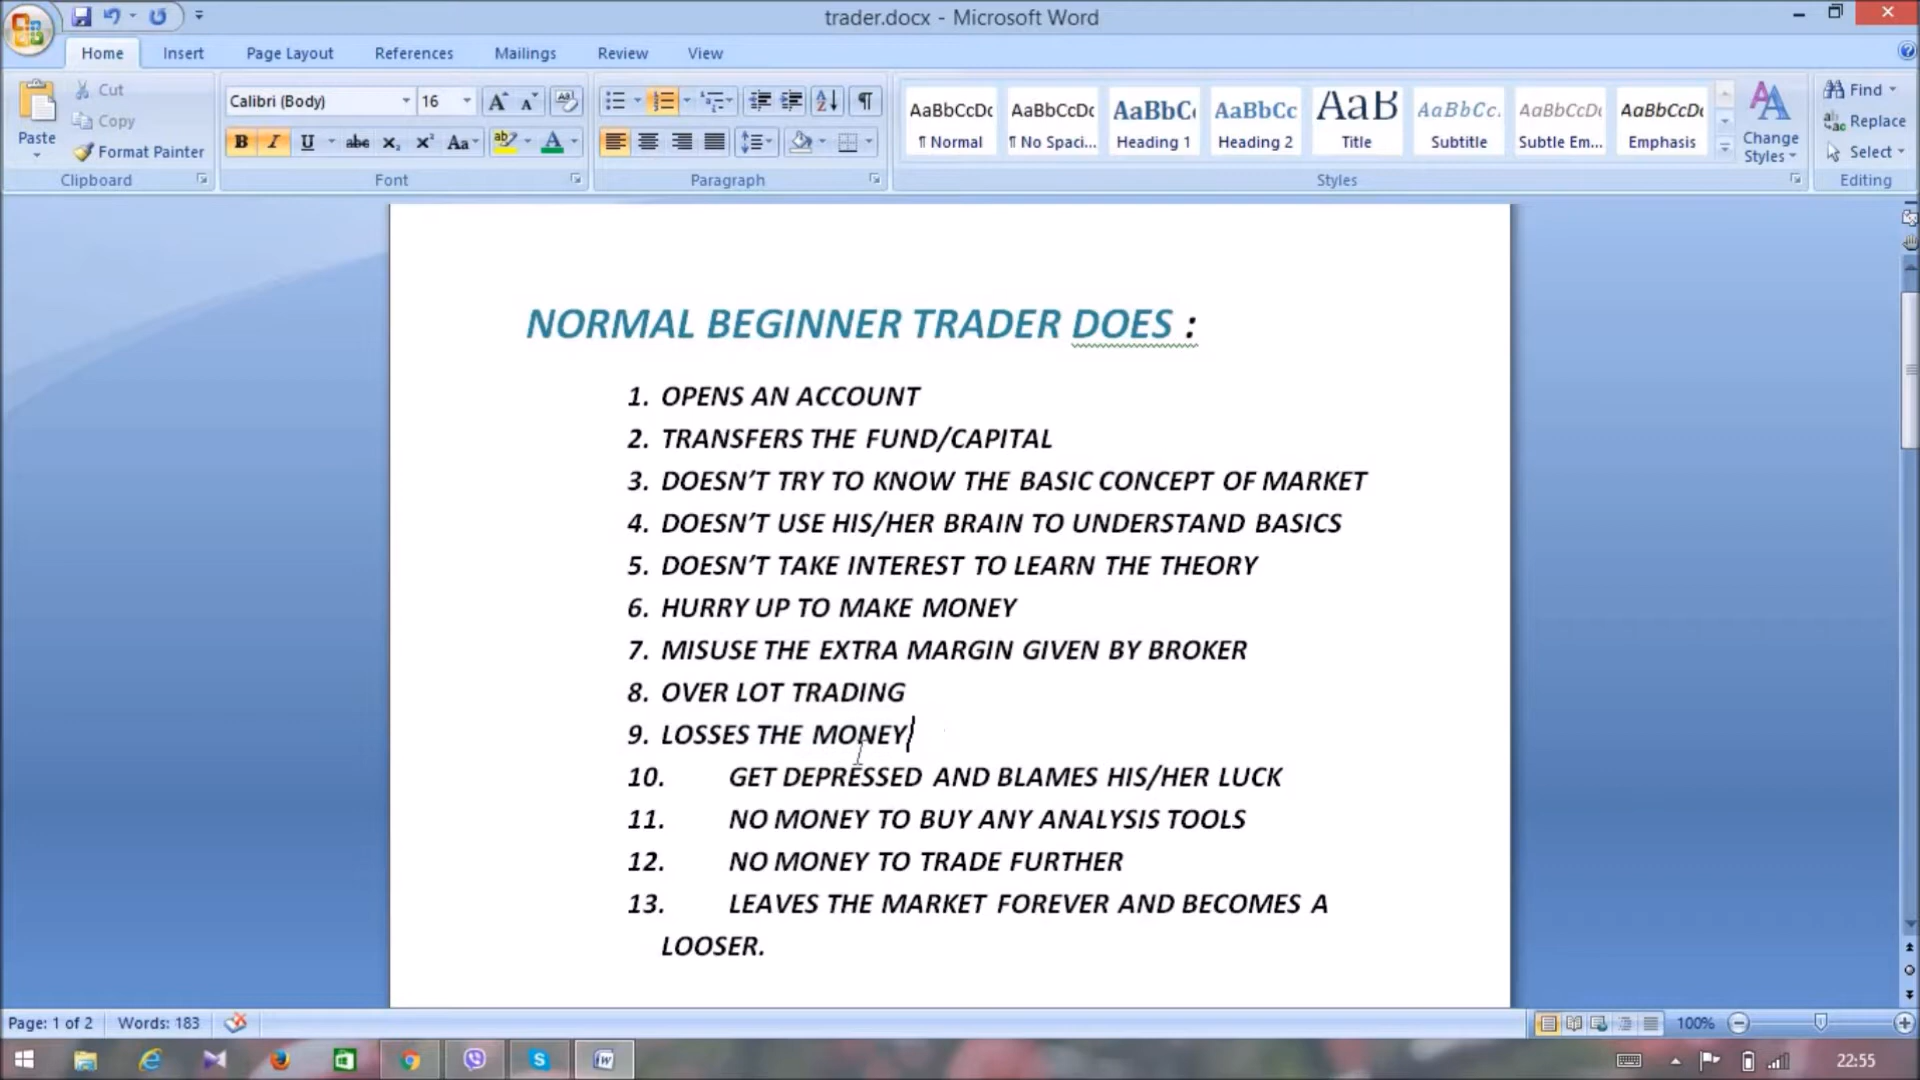 trader.docx - Microsoft Word
Home Insert Page Layout References Mailings Review View
Paste
Cut
Copy
Format Painter
Clipboard
Calibri (Body) 16
B I U abc x₂ x² Aa
Font
Paragraph
AaBbCcDc AaBbCcDc AaBbC AaBbCc AaB AaBbCc. AaBbCcDc AaBbCcDc
¶ Normal ¶ No Spaci... Heading 1 Heading 2 Title Subtitle Subtle Em... Emphasis
Change Styles
Styles
Find
Replace
Select
Editing
NORMAL BEGINNER TRADER DOES :
1. OPENS AN ACCOUNT
2. TRANSFERS THE FUND/CAPITAL
3. DOESN’T TRY TO KNOW THE BASIC CONCEPT OF MARKET
4. DOESN’T USE HIS/HER BRAIN TO UNDERSTAND BASICS
5. DOESN’T TAKE INTEREST TO LEARN THE THEORY
6. HURRY UP TO MAKE MONEY
7. MISUSE THE EXTRA MARGIN GIVEN BY BROKER
8. OVER LOT TRADING
9. LOSSES THE MONEY
10. GET DEPRESSED AND BLAMES HIS/HER LUCK
11. NO MONEY TO BUY ANY ANALYSIS TOOLS
12. NO MONEY TO TRADE FURTHER
13. LEAVES THE MARKET FOREVER AND BECOMES A
LOOSER.
Page: 1 of 2 Words: 183 100%
22:55